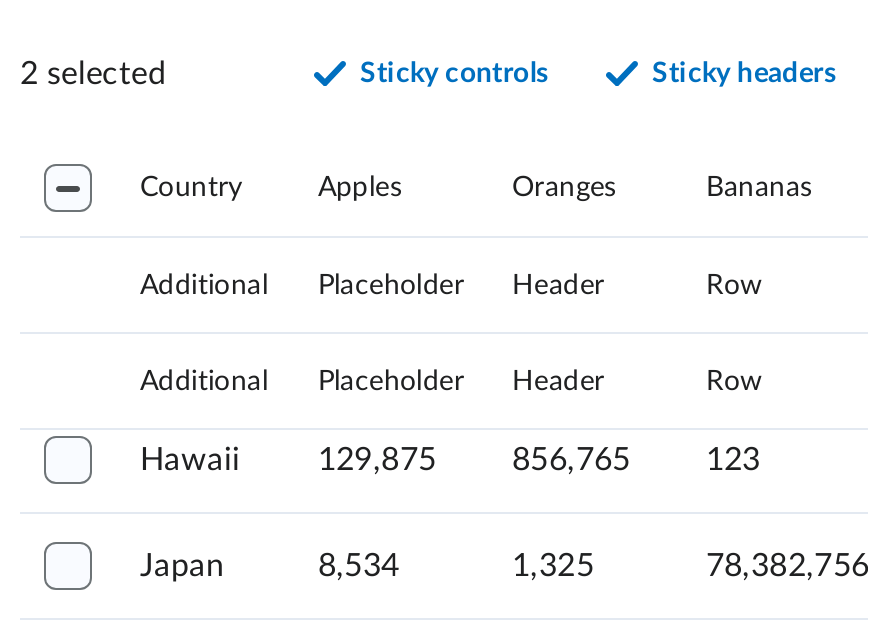 2 selected Sticky controls Sticky headers
Country Apples Oranges Bananas
Additional Placeholder Header Row
Additional Placeholder Header Row
Hawaii 129,875 856,765 123
Japan 8,534 1,325 78,382,756